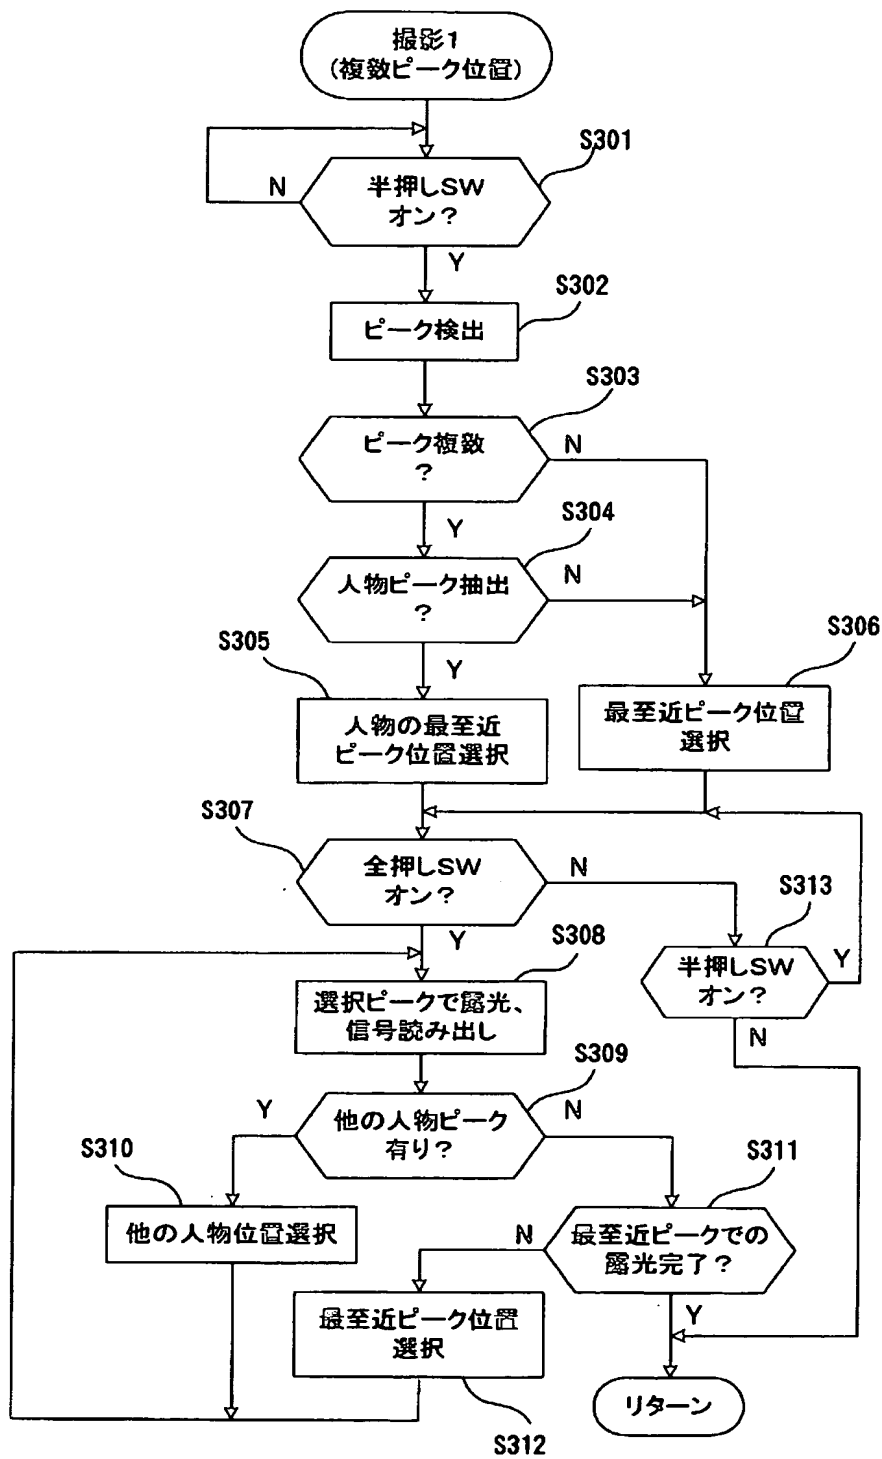 撮影1
(複数ピーク位置)
S301
N
半押しSW
オン?
Y
S302
ピーク検出
S303
ピーク複数
?
N
Y
S304
人物ピーク抽出
?
N
S305
Y
S306
人物の最至近
ピーク位置選択
最至近ピーク位置
選択
S307
全押しSW
オン?
N
S313
Y
S308
半押しSW
オン?
Y
選択ピークで露光、
信号読み出し
N
S309
Y
他の人物ピーク
有り?
N
S310
S311
他の人物位置選択
N
最至近ピークでの
露光完了?
最至近ピーク位置
選択
Y
リターン
S312